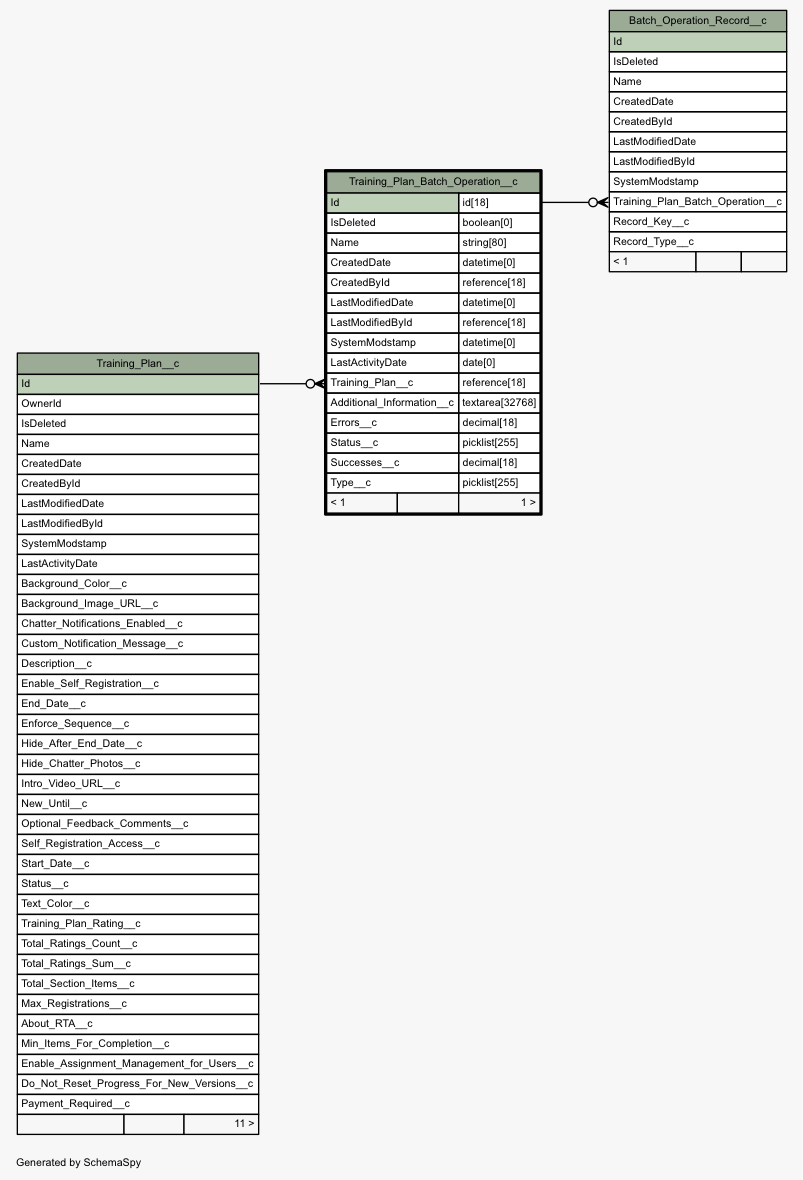 Batch_Operation_Record__c
Id
IsDeleted
Name
CreatedDate
CreatedById
LastModifiedDate
LastModifiedById
SystemModstamp
Training_Plan_Batch_Operation__c
Record_Key__c
Record_Type__c
< 1
Training_Plan_Batch_Operation__c
Id id[18]
IsDeleted boolean[0]
Name string[80]
CreatedDate datetime[0]
CreatedById reference[18]
LastModifiedDate datetime[0]
LastModifiedById reference[18]
SystemModstamp datetime[0]
LastActivityDate date[0]
Training_Plan__c reference[18]
Additional_Information__c textarea[32768]
Errors__c decimal[18]
Status__c picklist[255]
Successes__c decimal[18]
Type__c picklist[255]
< 1 1 >
Training_Plan__c
Id
OwnerId
IsDeleted
Name
CreatedDate
CreatedById
LastModifiedDate
LastModifiedById
SystemModstamp
LastActivityDate
Background_Color__c
Background_Image_URL__c
Chatter_Notifications_Enabled__c
Custom_Notification_Message__c
Description__c
Enable_Self_Registration__c
End_Date__c
Enforce_Sequence__c
Hide_After_End_Date__c
Hide_Chatter_Photos__c
Intro_Video_URL__c
New_Until__c
Optional_Feedback_Comments__c
Self_Registration_Access__c
Start_Date__c
Status__c
Text_Color__c
Training_Plan_Rating__c
Total_Ratings_Count__c
Total_Ratings_Sum__c
Total_Section_Items__c
Max_Registrations__c
About_RTA__c
Min_Items_For_Completion__c
Enable_Assignment_Management_for_Users__c
Do_Not_Reset_Progress_For_New_Versions__c
Payment_Required__c
11 >
Generated by SchemaSpy